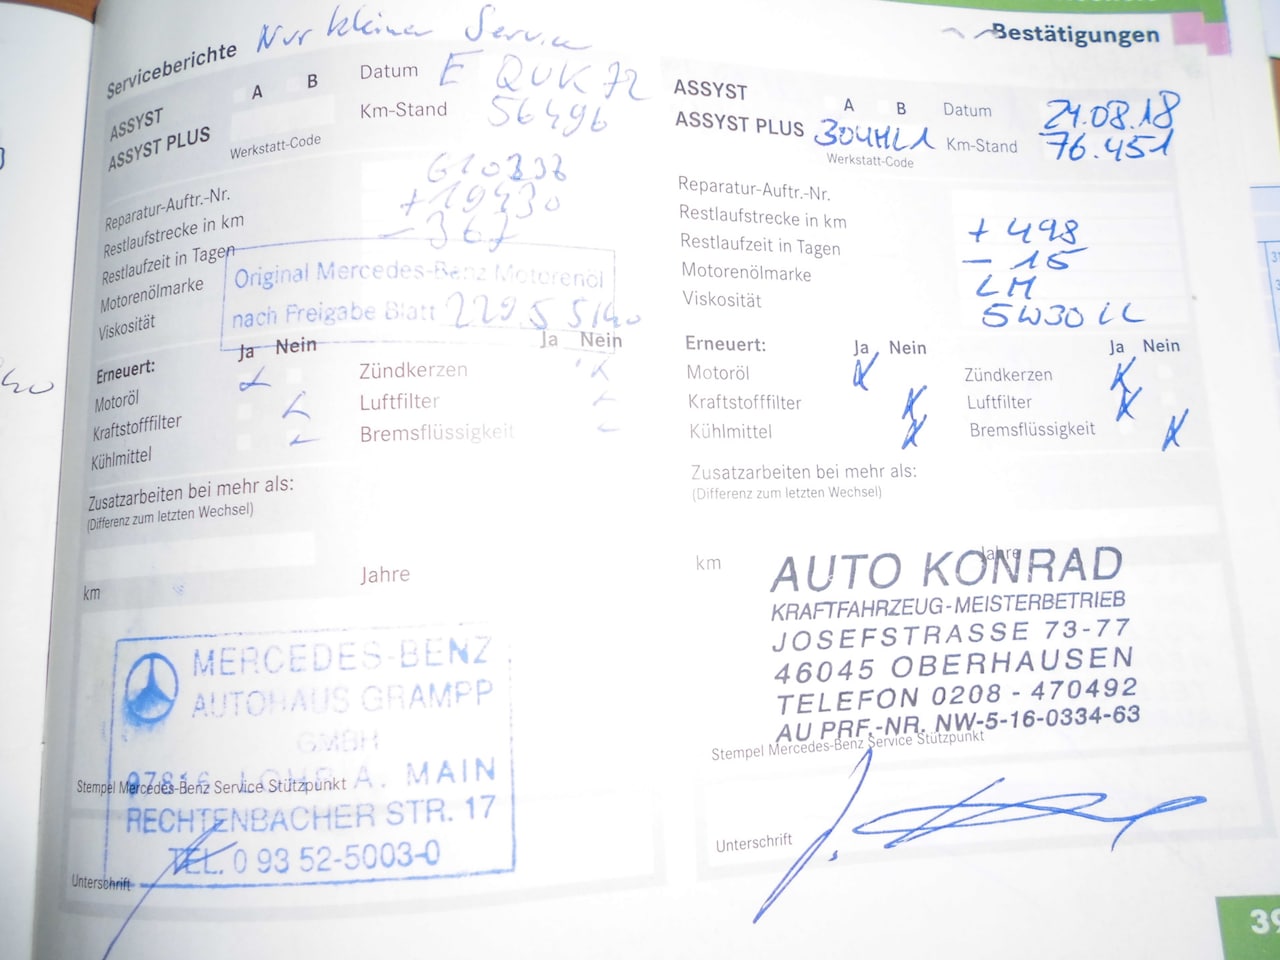 Bestätigungen
Serviceberichte
Nur kleiner Service
ASSYST
ASSYST PLUS
A B
Werkstatt-Code
Datum
Km-Stand 56496
Reparatur-Auftr.-Nr.
Restlaufstrecke in km + 19430
Restlaufzeit in Tagen - 367
Motorenölmarke
Viskosität
Original Mercedes-Benz Motorenöl
nach Freigabe Blatt 229.5
Ja Nein
Ja Nein
Erneuert:
Motoröl
Kraftstofffilter
Kühlmittel
Zündkerzen
Luftfilter
Bremsflüssigkeit
Zusatzarbeiten bei mehr als:
(Differenz zum letzten Wechsel)
km
Jahre
MERCEDES-BENZ
AUTOHAUS GRAMPP
GMBH
97816 LOHR A. MAIN
Stempel Mercedes-Benz Service Stützpunkt
RECHTENBACHER STR. 17
TEL. 0 93 52-5003-0
Unterschrift
ASSYST
ASSYST PLUS
A B
304HL1
Werkstatt-Code
Datum 24.08.18
Km-Stand 76.451
Reparatur-Auftr.-Nr.
Restlaufstrecke in km + 498
Restlaufzeit in Tagen - 15
Motorenölmarke LM
Viskosität 5W30 LL
Erneuert:
Ja Nein
Ja Nein
Motoröl
Kraftstofffilter
Kühlmittel
Zündkerzen
Luftfilter
Bremsflüssigkeit
Zusatzarbeiten bei mehr als:
(Differenz zum letzten Wechsel)
km
Jahre
AUTO KONRAD
KRAFTFAHRZEUG-MEISTERBETRIEB
JOSEFSTRASSE 73-77
46045 OBERHAUSEN
TELEFON 0208 - 470492
AU PRF.-NR. NW-5-16-0334-63
Stempel Mercedes-Benz Service Stützpunkt
Unterschrift
39